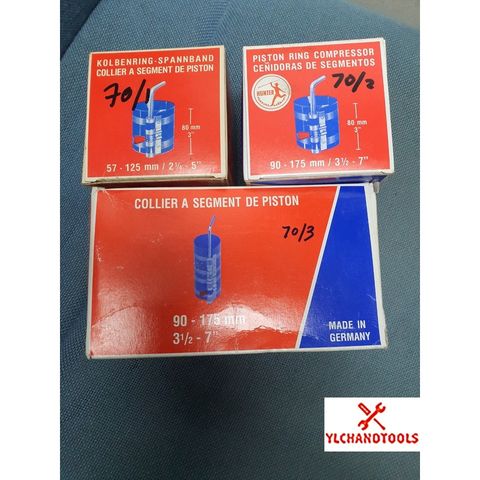 KOLBENRING-SPANNBAND
COLLIER A SEGMENT DE PISTON
70/1
80 mm
3"
57 - 125 mm / 2¼ - 5"
PISTON RING COMPRESSOR
CEÑIDORAS DE SEGMENTOS
HUNTER
70/2
80 mm
3"
90 - 175 mm / 3½ - 7"
COLLIER A SEGMENT DE PISTON
70/3
90 - 175 mm
3½ - 7"
MADE IN
GERMANY
YLCHANDTOOLS